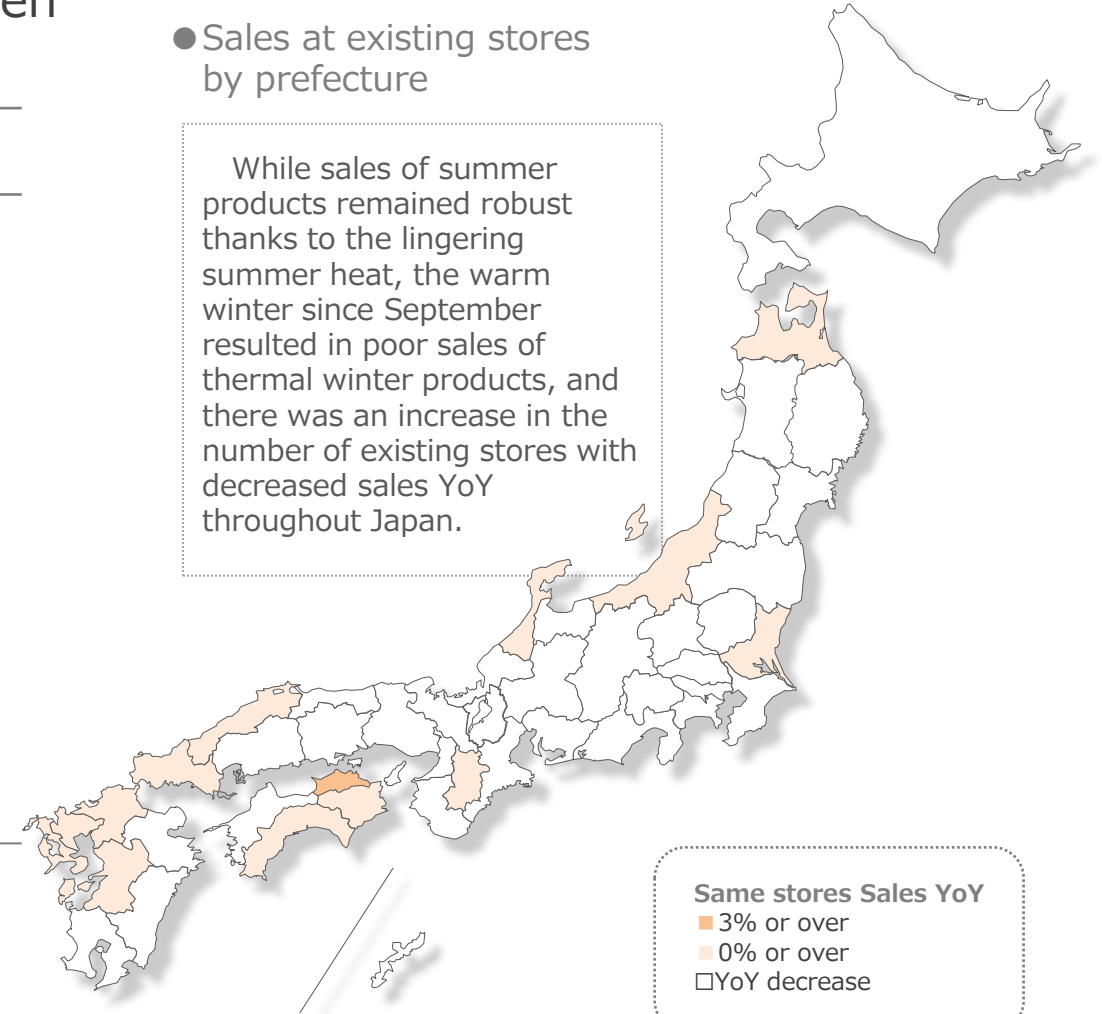 en
●Sales at existing stores
by prefecture
While sales of summer
products remained robust
thanks to the lingering
summer heat, the warm
winter since September
resulted in poor sales of
thermal winter products, and
there was an increase in the
number of existing stores with
decreased sales YoY
throughout Japan.
Same stores Sales YoY
■3% or over
■0% or over
□YoY decrease